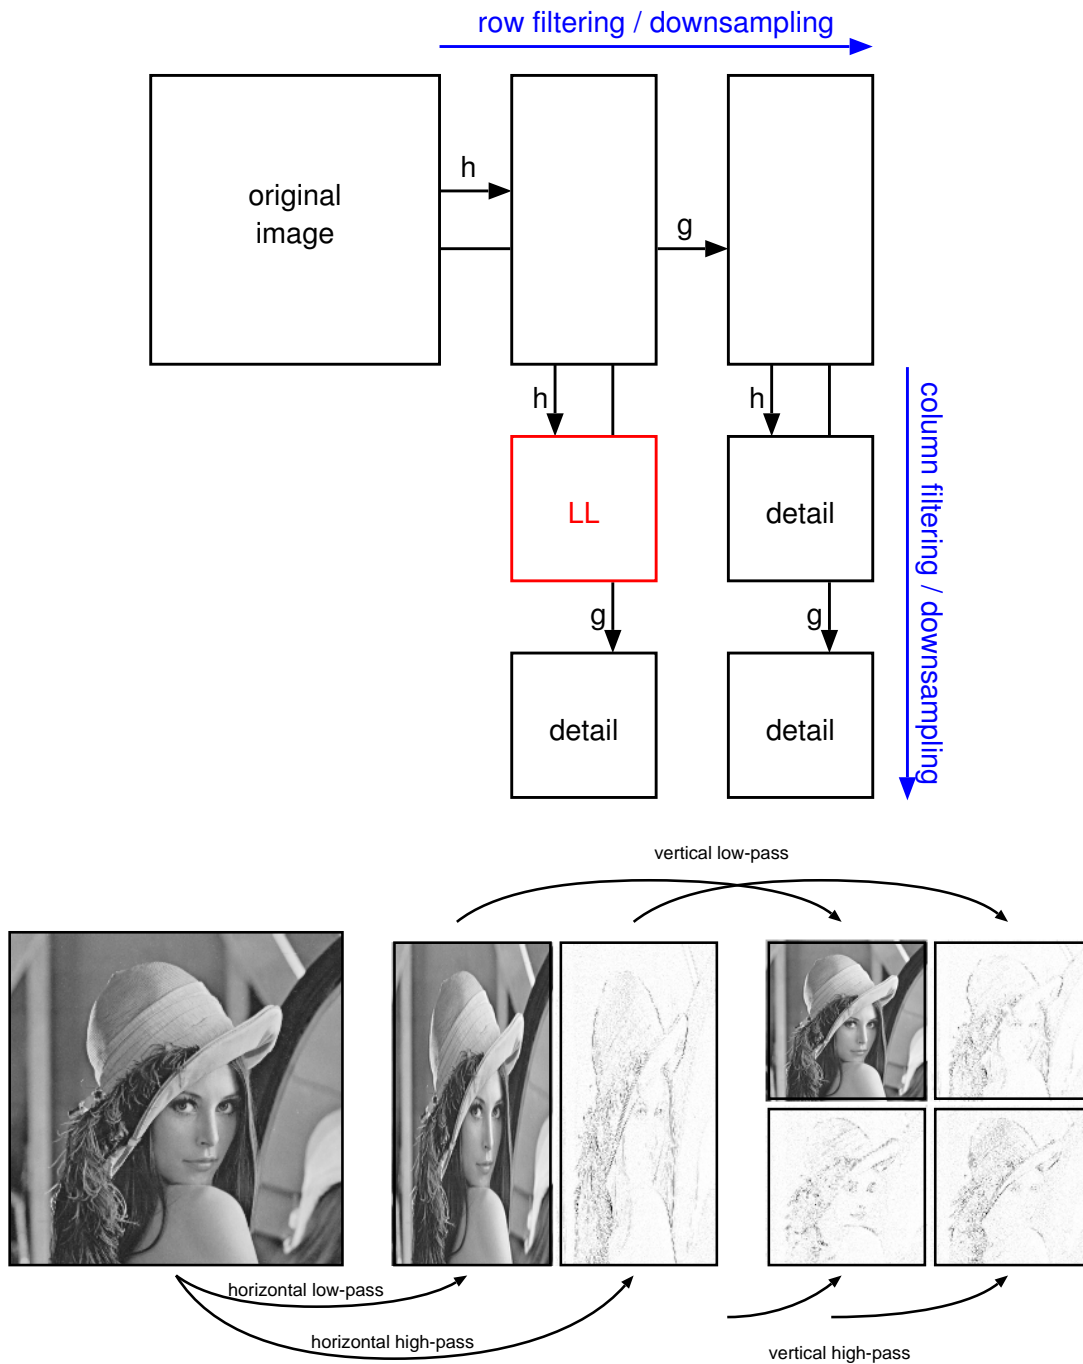 row filtering / downsampling
h
original
image
g
h
h
column filtering / downsampling
LL
detail
g
g
detail
detail
vertical low-pass
horizontal low-pass
horizontal high-pass
vertical high-pass